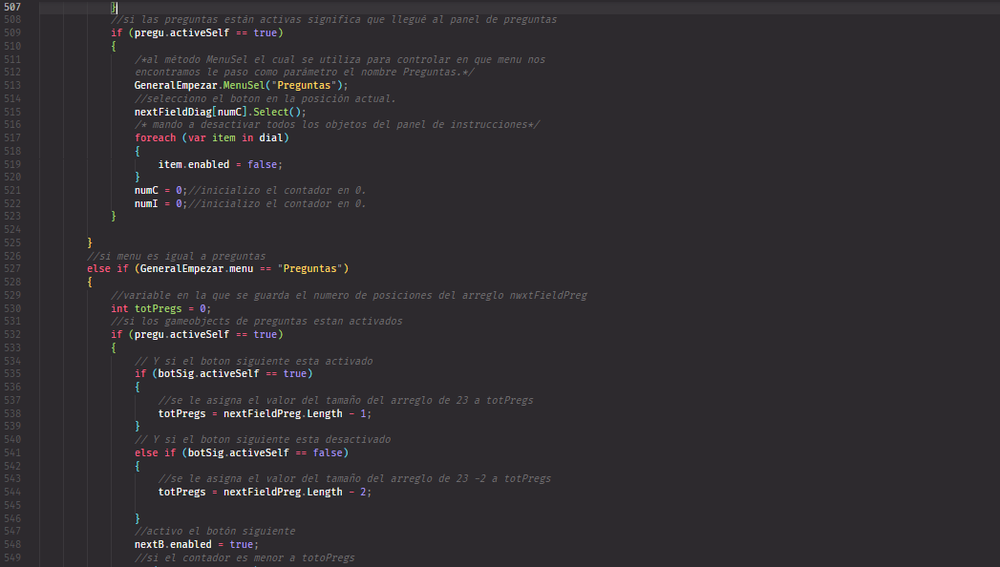 507 }
508 //si las preguntas están activas significa que llegué al panel de preguntas
509 if (pregu.activeSelf == true)
510 {
511 /*al método MenuSel el cual se utiliza para controlar en que menu nos
512 encontramos le paso como parámetro el nombre Preguntas.*/
513 GeneralEmpezar.MenuSel("Preguntas");
514 //selecciono el boton en la posición actual.
515 nextFieldDiag[numC].Select();
516 /* mando a desactivar todos los objetos del panel de instrucciones*/
517 foreach (var item in dial)
518 {
519 item.enabled = false;
520 }
521 numC = 0;//inicializo el contador en 0.
522 numI = 0;//inicializo el contador en 0.
523 }
524
525 }
526 //si menu es igual a preguntas
527 else if (GeneralEmpezar.menu == "Preguntas")
528 {
529 //variable en la que se guarda el numero de posiciones del arreglo nwxtFieldPreg
530 int totPregs = 0;
531 //si los gameobjects de preguntas estan activados
532 if (pregu.activeSelf == true)
533 {
534 // Y si el boton siguiente esta activado
535 if (botSig.activeSelf == true)
536 {
537 //se le asigna el valor del tamaño del arreglo de 23 a totPregs
538 totPregs = nextFieldPreg.Length - 1;
539 }
540 // Y si el boton siguiente esta desactivado
541 else if (botSig.activeSelf == false)
542 {
543 //se le asigna el valor del tamaño del arreglo de 23 -2 a totPregs
544 totPregs = nextFieldPreg.Length - 2;
545
546 }
547 //activo el botón siguiente
548 nextB.enabled = true;
549 //si el contador es menor a totoPregs